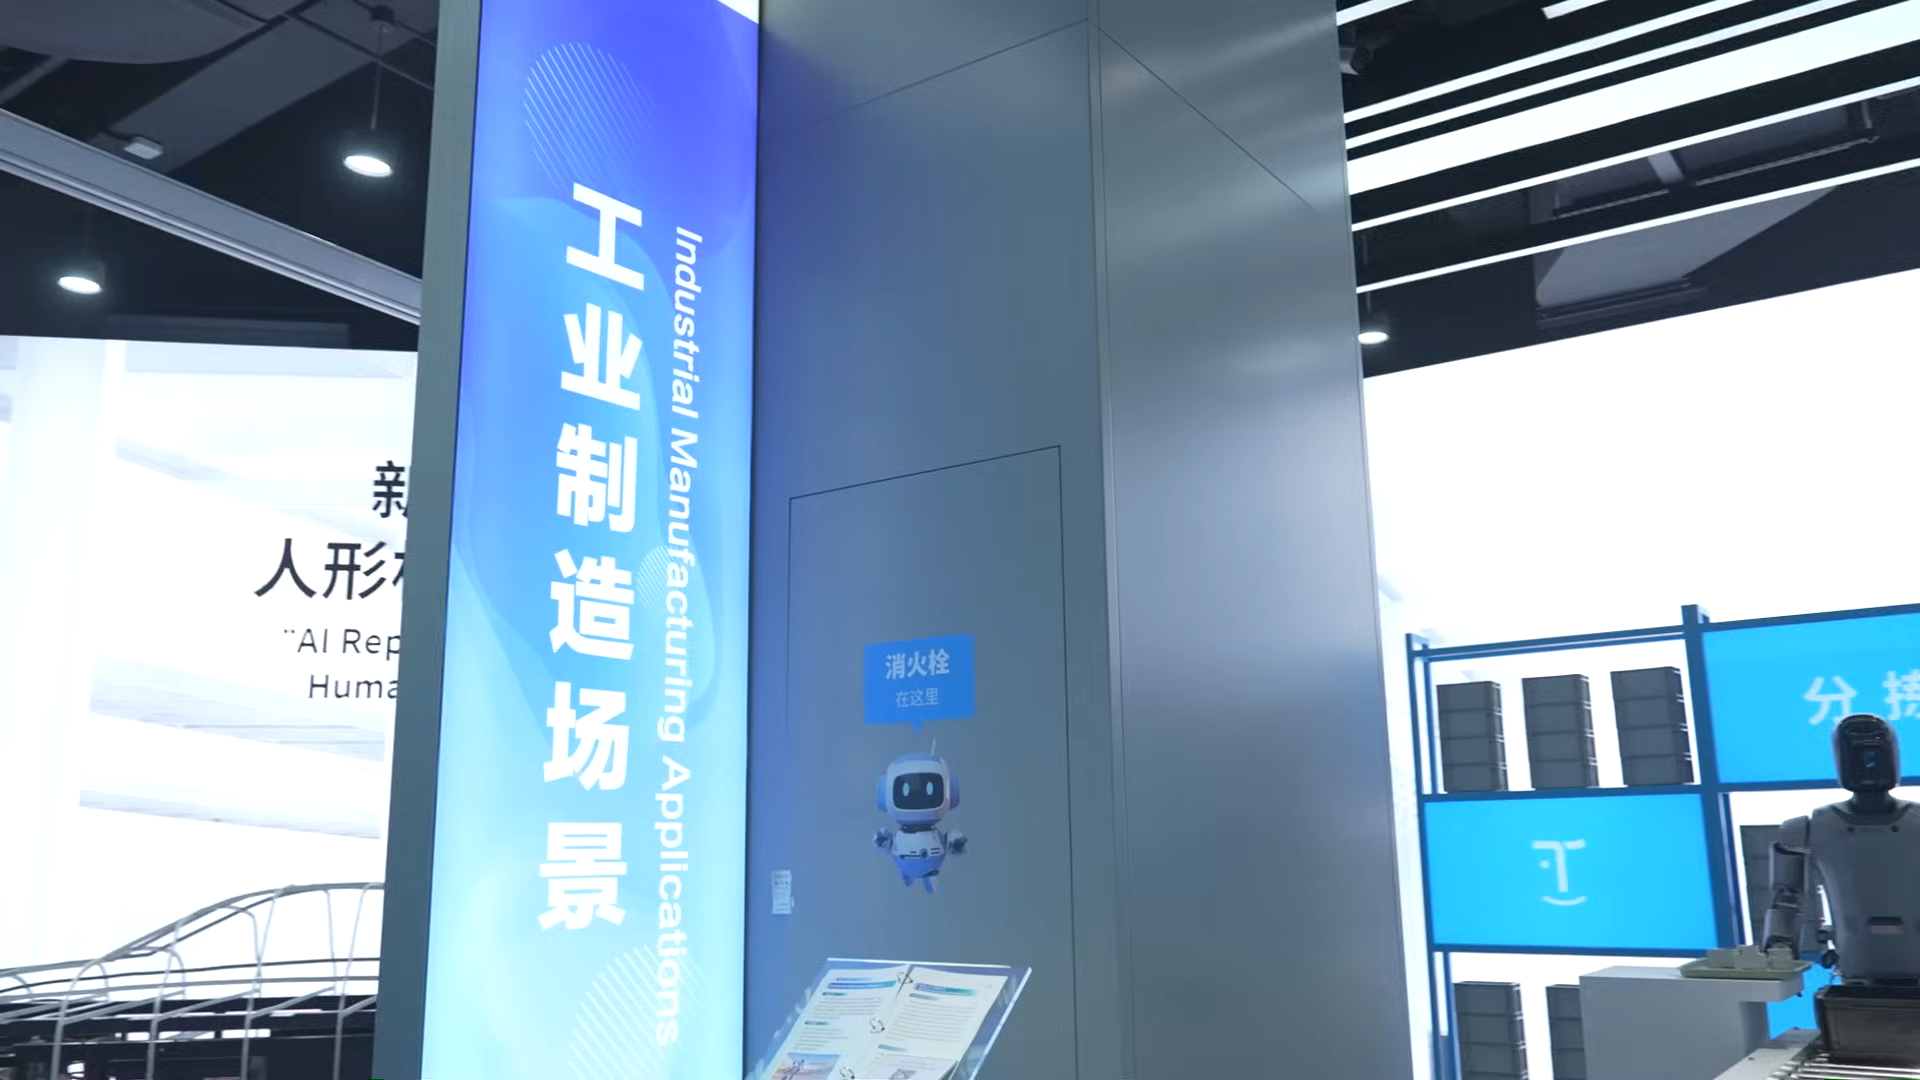 工业制造场景
Industrial Manufacturing Applications
新
人形
"AI Rep
Huma
消火栓
在这里
分拣